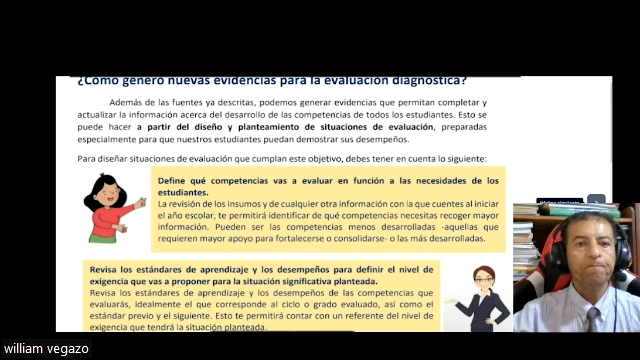 ¿Cómo genero nuevas evidencias para la evaluación diagnóstica?
Además de las fuentes ya descritas, podemos generar evidencias que permitan completar y
actualizar la información acerca del desarrollo de las competencias de todos los estudiantes. Esto se
puede hacer a partir del diseño y planteamiento de situaciones de evaluación, preparadas
especialmente para que nuestros estudiantes puedan demostrar sus desempeños.
Para diseñar situaciones de evaluación que cumplan este objetivo, debes tener en cuenta lo siguiente:
Define qué competencias vas a evaluar en función a las necesidades de los
estudiantes.
La revisión de los insumos y de cualquier otra información con la que cuentes al iniciar
el año escolar, te permitirá identificar de qué competencias necesitas recoger mayor
información. Pueden ser las competencias menos desarrolladas -aquellas que
requieren mayor apoyo para fortalecerse o consolidarse- o las más desarrolladas.
Revisa los estándares de aprendizaje y los desempeños para definir el nivel de
exigencia que vas a proponer para la situación significativa planteada.
Revisa los estándares de aprendizaje y los desempeños de las competencias que
evaluarás, idealmente el que corresponde al ciclo o grado evaluado, así como el
estándar previo y el siguiente. Esto te permitirá contar con un referente del nivel de
exigencia que tendrá la situación planteada.
william vegazo